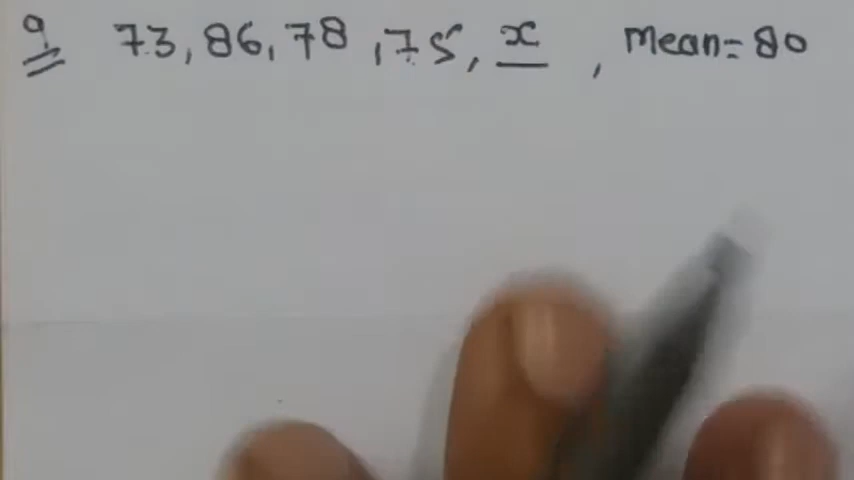 9 73, 86, 78, 75, x , mean = 80